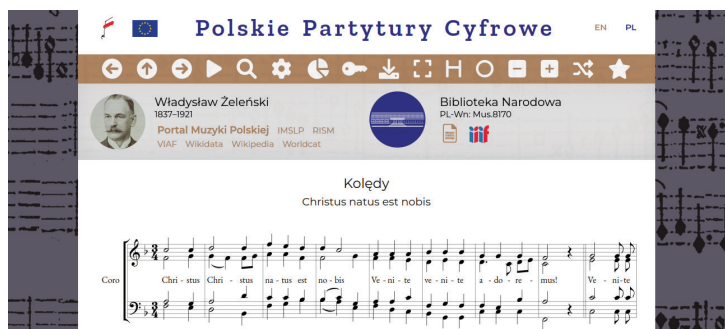 Polskie Partytury Cyfrowe
EN PL
H
Władysław Żeleński
1837–1921
Portal Muzyki Polskiej IMSLP RISM
VIAF Wikidata Wikipedia Worldcat
Biblioteka Narodowa
PL-Wn: Mus.8170
iiif
Kolędy
Christus natus est nobis
Coro
Chri - stus Chri - stus na - tus est no - bis Ve - ni - te ve - ni - te a - do - re - mus! Ve - ni - te